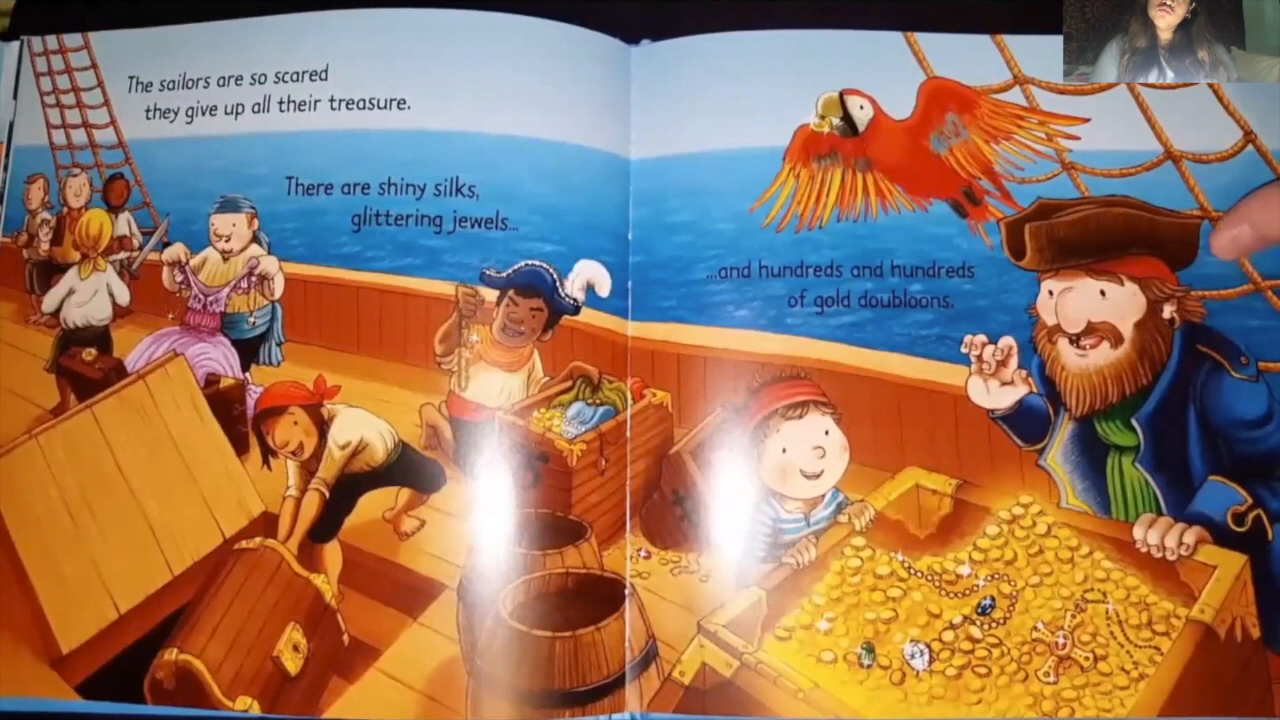 The sailors are so scared
they give up all their treasure.
There are shiny silks,
glittering jewels...
...and hundreds and hundreds
of gold doubloons.